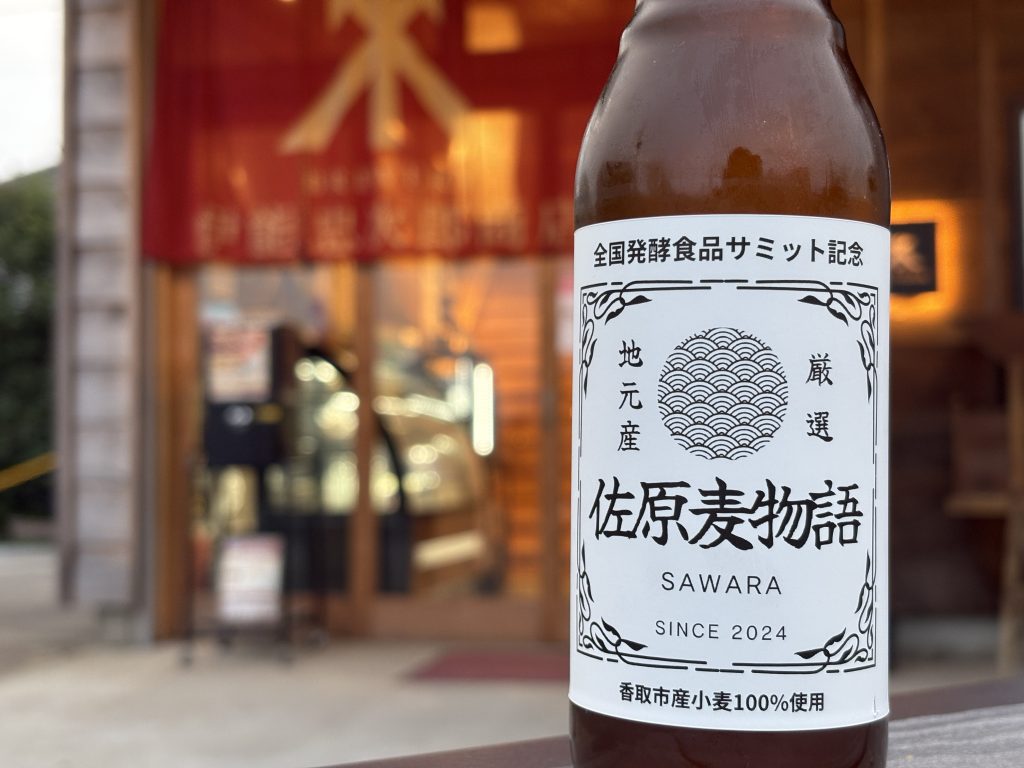 全国発酵食品サミット記念
厳選
地元産
佐原麦物語
SAWARA
SINCE 2024
香取市産小麦100%使用